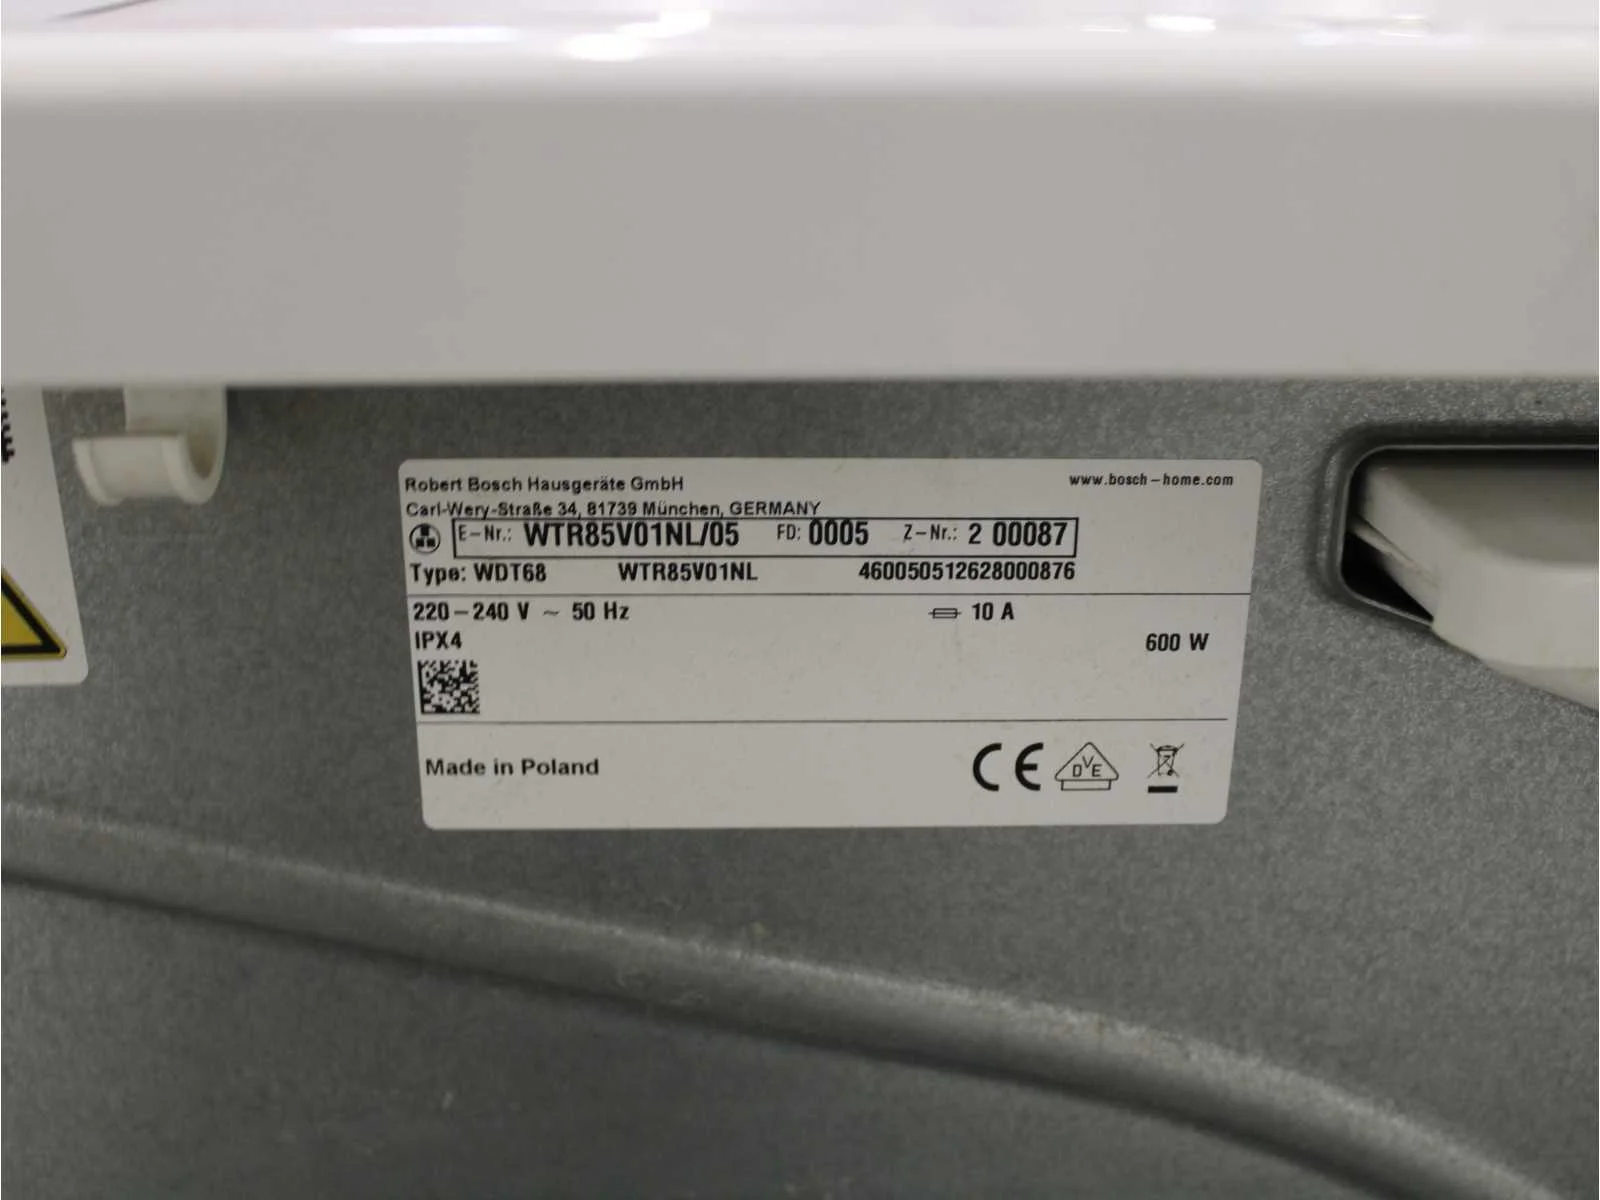 Robert Bosch Hausgeräte GmbH
www.bosch-home.com
Carl-Wery-Straße 34, 81739 München, GERMANY
E-Nr.: WTR85V01NL/05 FD: 0005 Z-Nr.: 2 00087
Type: WDT68 WTR85V01NL 460050512628000876
220-240 V ~ 50 Hz 10 A
IPX4 600 W
Made in Poland CE DVE